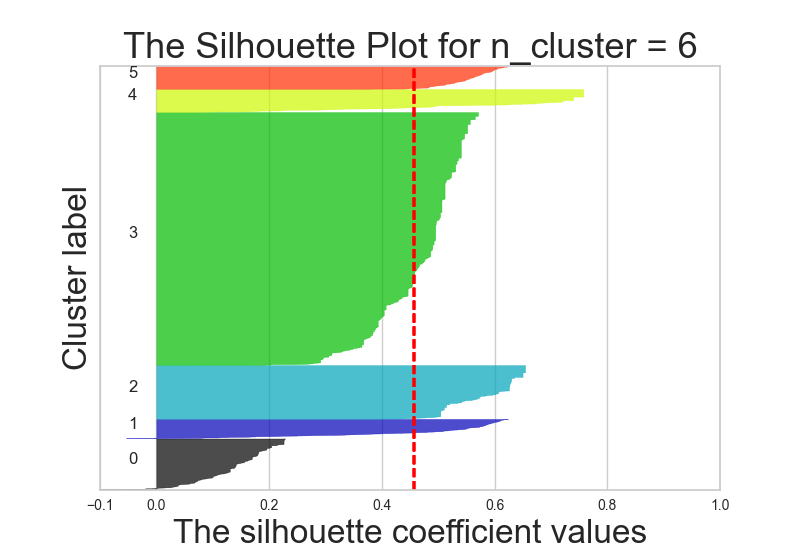 The Silhouette Plot for n_cluster = 6
5
4
3
2
1
0
Cluster label
−0.1 0.0 0.2 0.4 0.6 0.8 1.0
The silhouette coefficient values